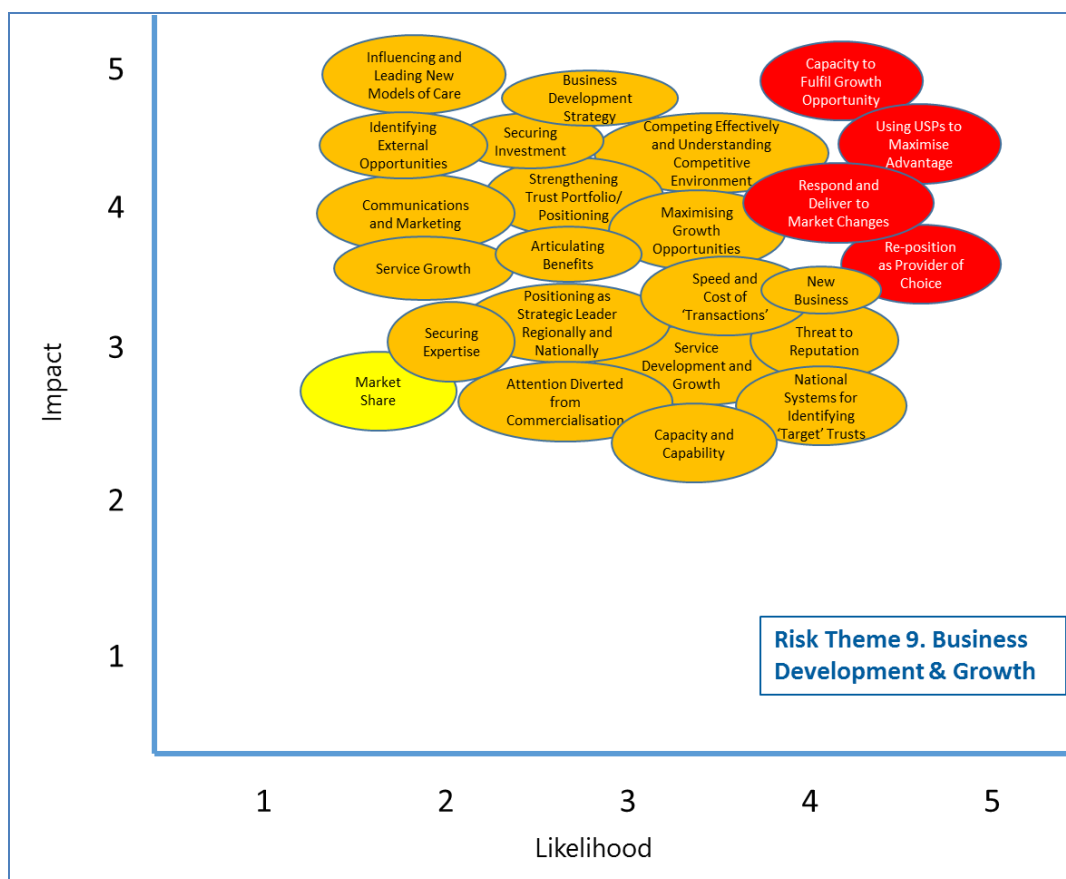 5
Influencing and
Leading New
Models of Care
Business
Development
Strategy
Capacity to
Fulfil Growth
Opportunity
Identifying
External
Opportunities
Securing
Investment
Competing Effectively
and Understanding
Competitive
Environment
Using USPs to
Maximise
Advantage
4
Communications
and Marketing
Strengthening
Trust Portfolio/
Positioning
Maximising
Growth
Opportunities
Respond and
Deliver to
Market Changes
Service Growth
Articulating
Benefits
Speed and
Cost of
‘Transactions’
New
Business
Re-position
as Provider of
Choice
3
Securing
Expertise
Positioning as
Strategic Leader
Regionally and
Nationally
Service
Development and
Growth
Threat to
Reputation
Market
Share
Attention Diverted
from
Commercialisation
Capacity and
Capability
National
Systems for
Identifying
‘Target’ Trusts
Impact
2
1
Risk Theme 9. Business
Development & Growth
1 2 3 4 5
Likelihood